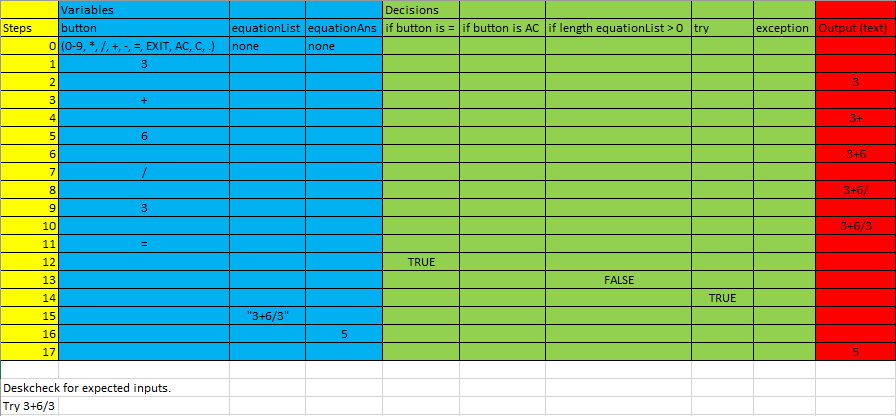 Variables Decisions
Steps button equationList equationAns if button is = if button is AC if length equationList > 0 try exception Output (text)
0 (0-9, *, /, +, -, =, EXIT, AC, C, .) none none
1 3
2 3
3 +
4 3+
5 6
6 3+6
7 /
8 3+6/
9 3
10 3+6/3
11 =
12 TRUE
13 FALSE
14 TRUE
15 "3+6/3"
16 5
17 5
Deskcheck for expected inputs.
Try 3+6/3